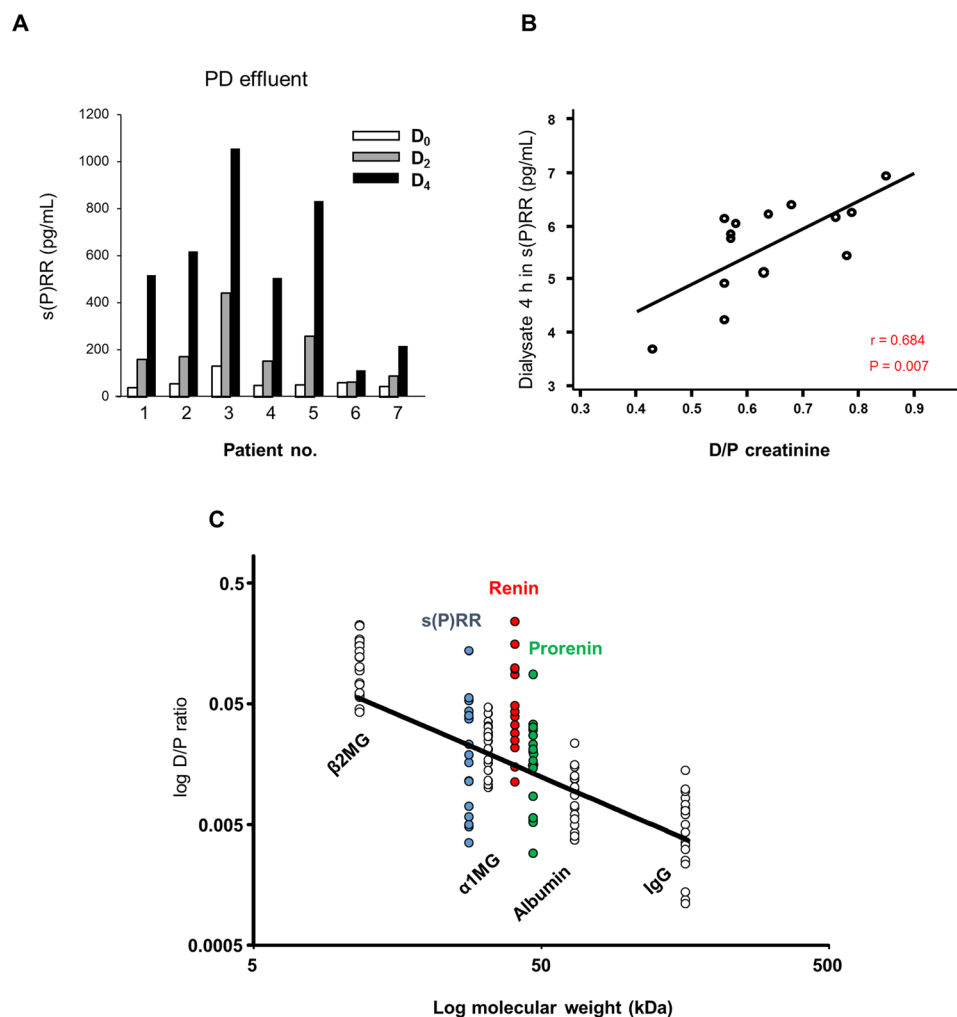 A
PD effluent
1200
1000
800
600
400
200
0
s(P)RR (pg/mL)
D₀
D₂
D₄
1 2 3 4 5 6 7
Patient no.
B
8
7
6
5
4
3
Dialysate 4 h in s(P)RR (pg/mL)
r = 0.684
P = 0.007
0.3 0.4 0.5 0.6 0.7 0.8 0.9
D/P creatinine
C
0.5
0.05
0.005
0.0005
log D/P ratio
Renin
s(P)RR
Prorenin
β2MG
α1MG
Albumin
IgG
5 50 500
Log molecular weight (kDa)